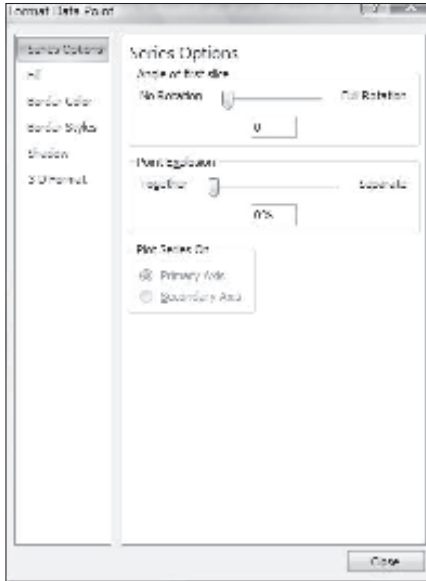 Format Data Point
Series Options
Fill
Border Color
Border Styles
Shadow
3-D Format
Series Options
Angle of first slice
No Rotation
Full Rotation
0
Point Explosion
Together
Separate
0%
Plot Series On
Primary Axis
Secondary Axis
Close